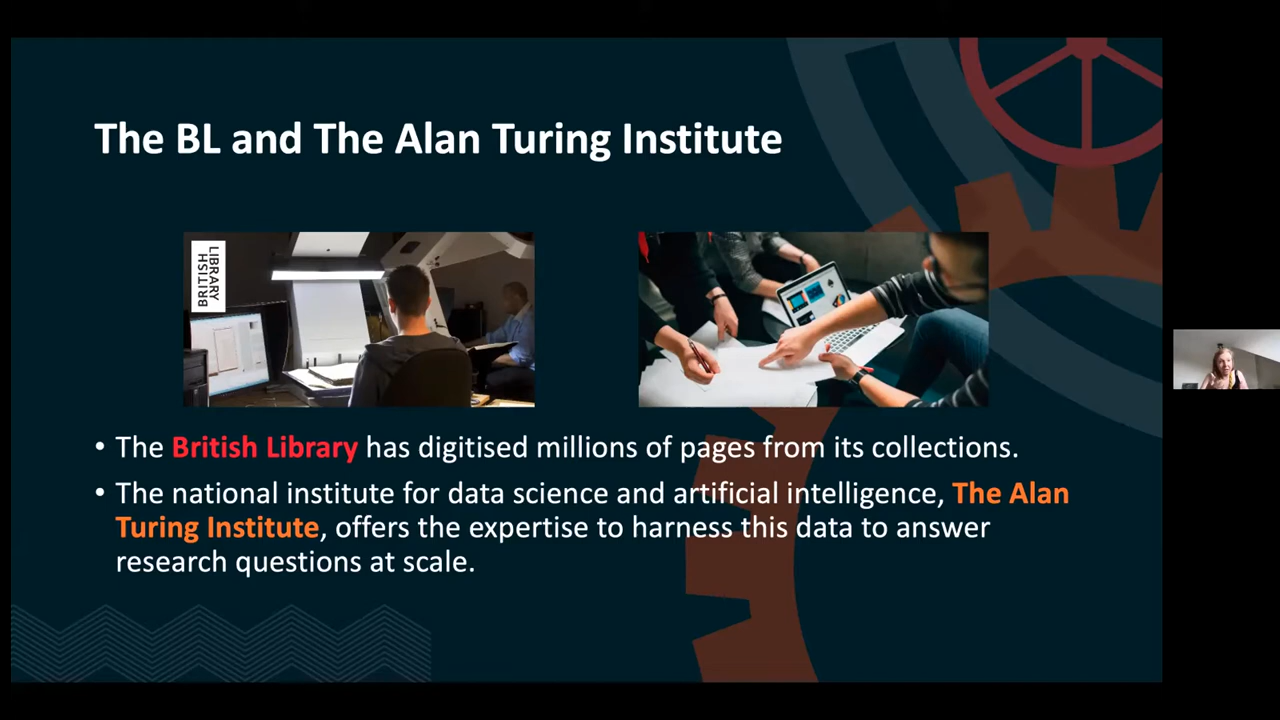 The BL and The Alan Turing Institute
LIBRARY
BRITISH
• The British Library has digitised millions of pages from its collections.
• The national institute for data science and artificial intelligence, The Alan
Turing Institute, offers the expertise to harness this data to answer
research questions at scale.